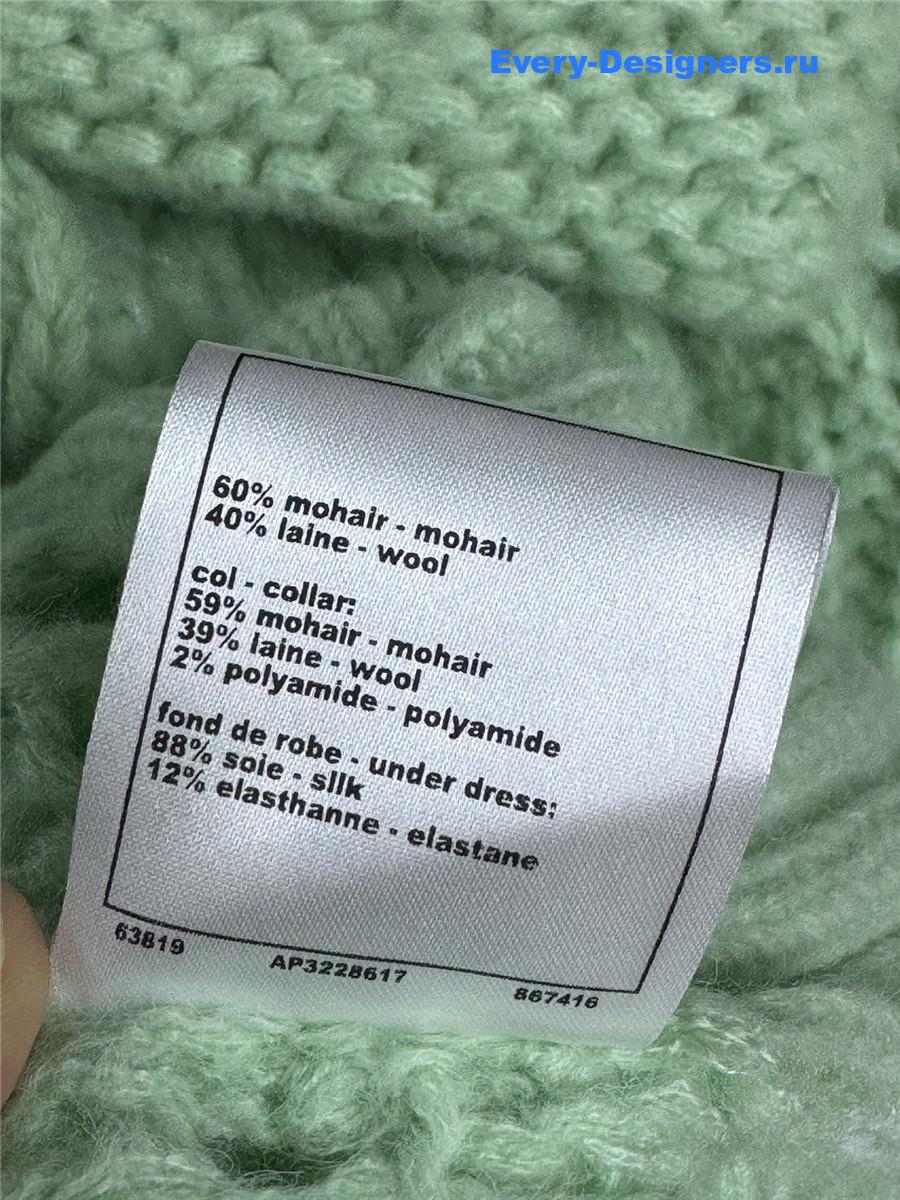 Every-Designers.ru
60% mohair - mohair
40% laine - wool
col - collar:
59% mohair - mohair
39% laine - wool
2% polyamide - polyamide
fond de robe - under dress:
88% soie - silk
12% elasthanne - elastane
63819
AP3228617
867416